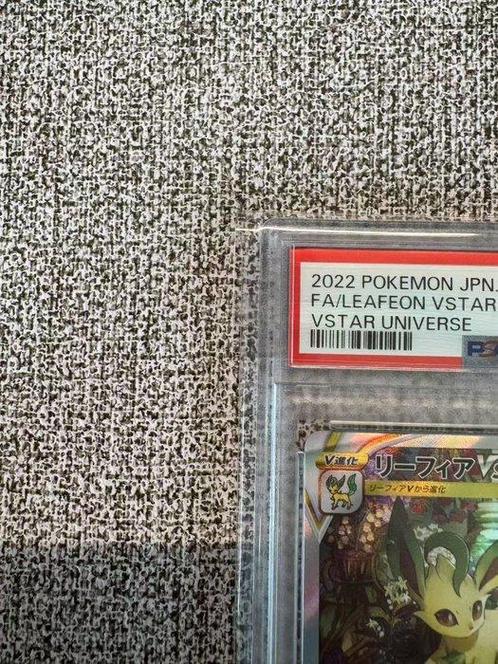 2022 POKEMON JPN.
FA/LEAFEON VSTAR
VSTAR UNIVERSE
V進化
リーフィア
リーフィアVから進化